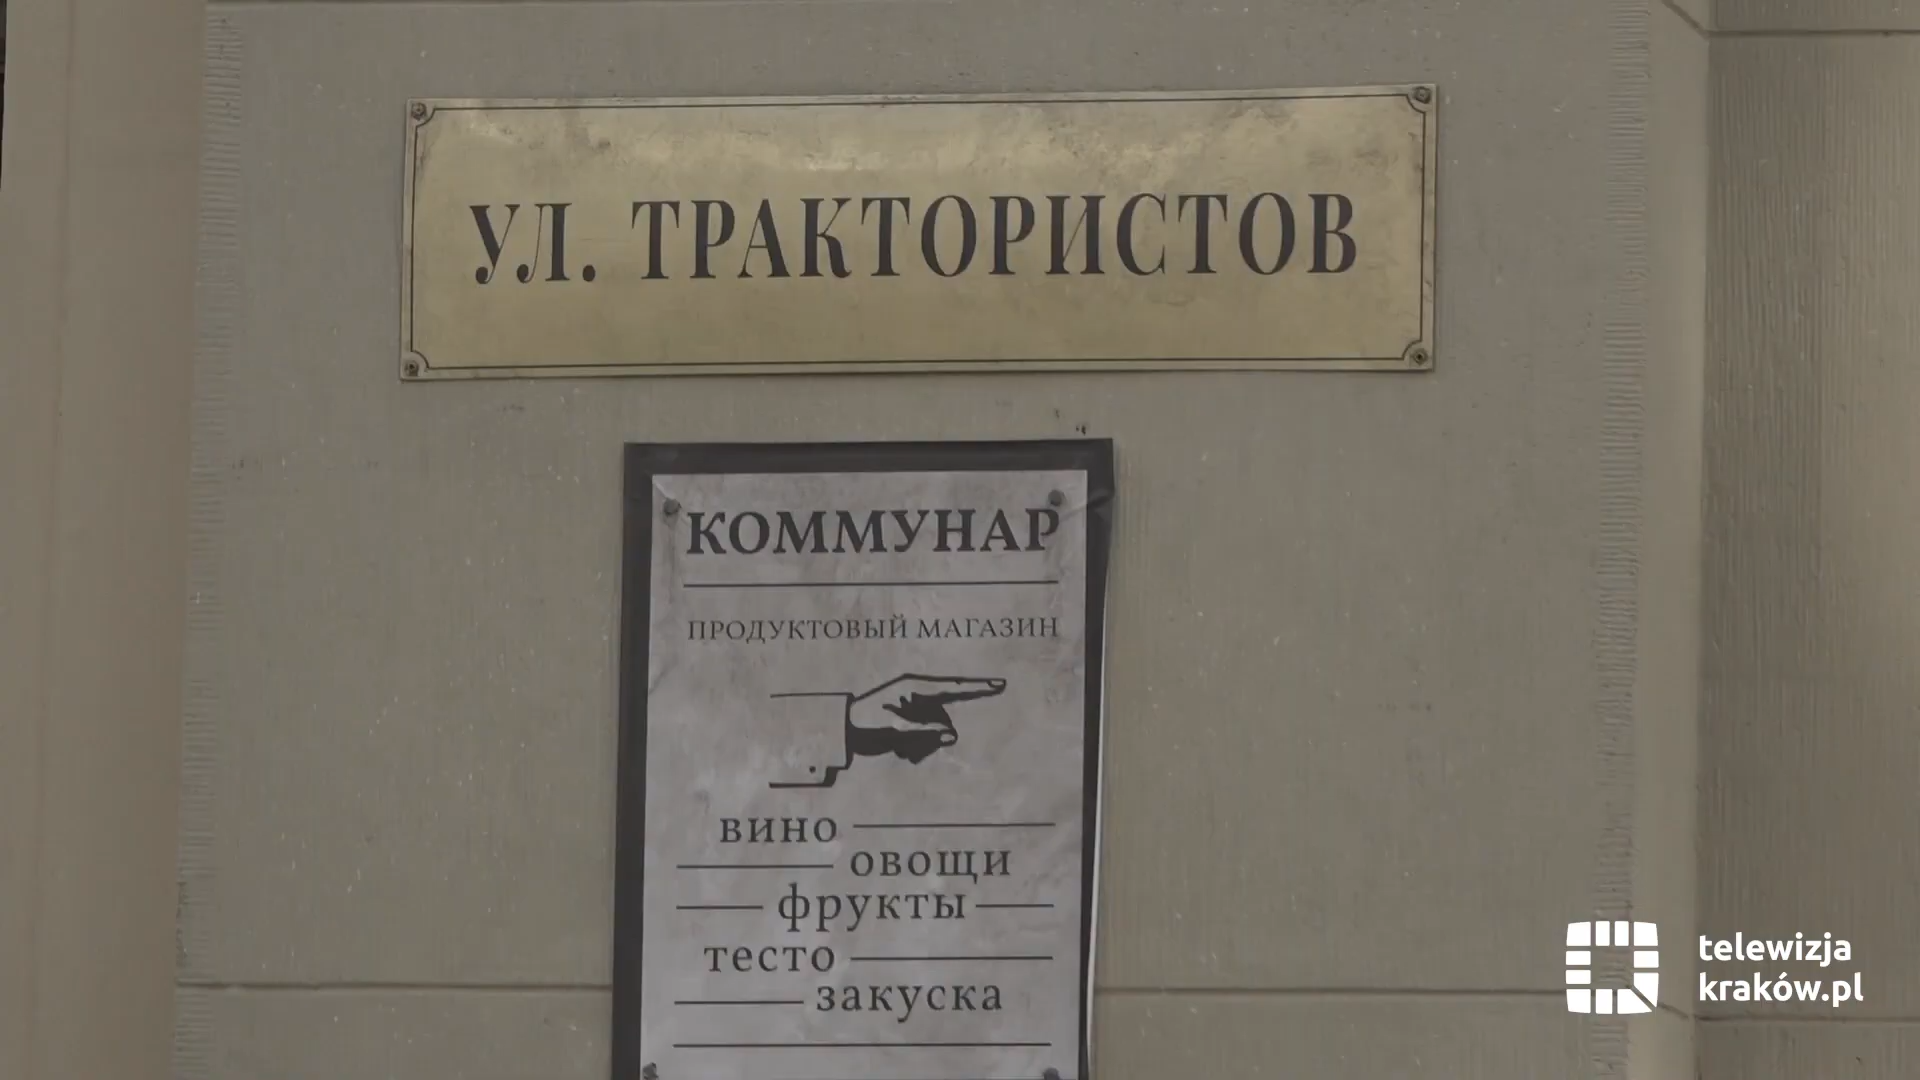 УЛ. ТРАКТОРИСТОВ
КОММУНАР
ПРОДУКТОВЫЙ МАГАЗИН
вино
овощи
фрукты
тесто
закуска
telewizja
kraków.pl